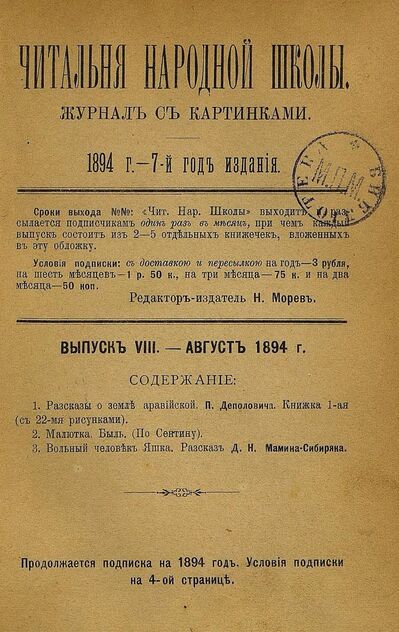 ЧИТАЛЬНЯ НАРОДНОЙ ШКОЛЫ.
ЖУРНАЛЪ СЪ КАРТИНКАМИ.
1894 г.—7-й годъ изданія.
БИБЛІОТЕКА
М.П.М.
Сроки выхода №№: «Чит. Нар. Школы» выходитъ и раз-
сылается подписчикамъ одинъ разъ въ мѣсяцъ, при чемъ каждый
выпускъ состоитъ изъ 2—5 отдѣльныхъ книжечекъ, вложенныхъ
въ эту обложку.
Условія подписки: съ доставкою и пересылкою на годъ—3 рубля,
на шесть мѣсяцевъ—1 р. 50 к., на три мѣсяца—75 к. и на два
мѣсяца—50 коп.
Редакторъ-издатель Н. Моревъ.
ВЫПУСКЪ VIII. — АВГУСТЪ 1894 г.
СОДЕРЖАНІЕ:
1. Разсказы о землѣ аравійской. П. Деполовича. Книжка 1-ая
(съ 22-мя рисунками).
2. Малютка. Быль. (По Сентину).
3. Вольный человѣкъ Яшка. Разсказъ Д. Н. Мамина-Сибиряка.
Продолжается подписка на 1894 годъ. Условія подписки
на 4-ой страницѣ.